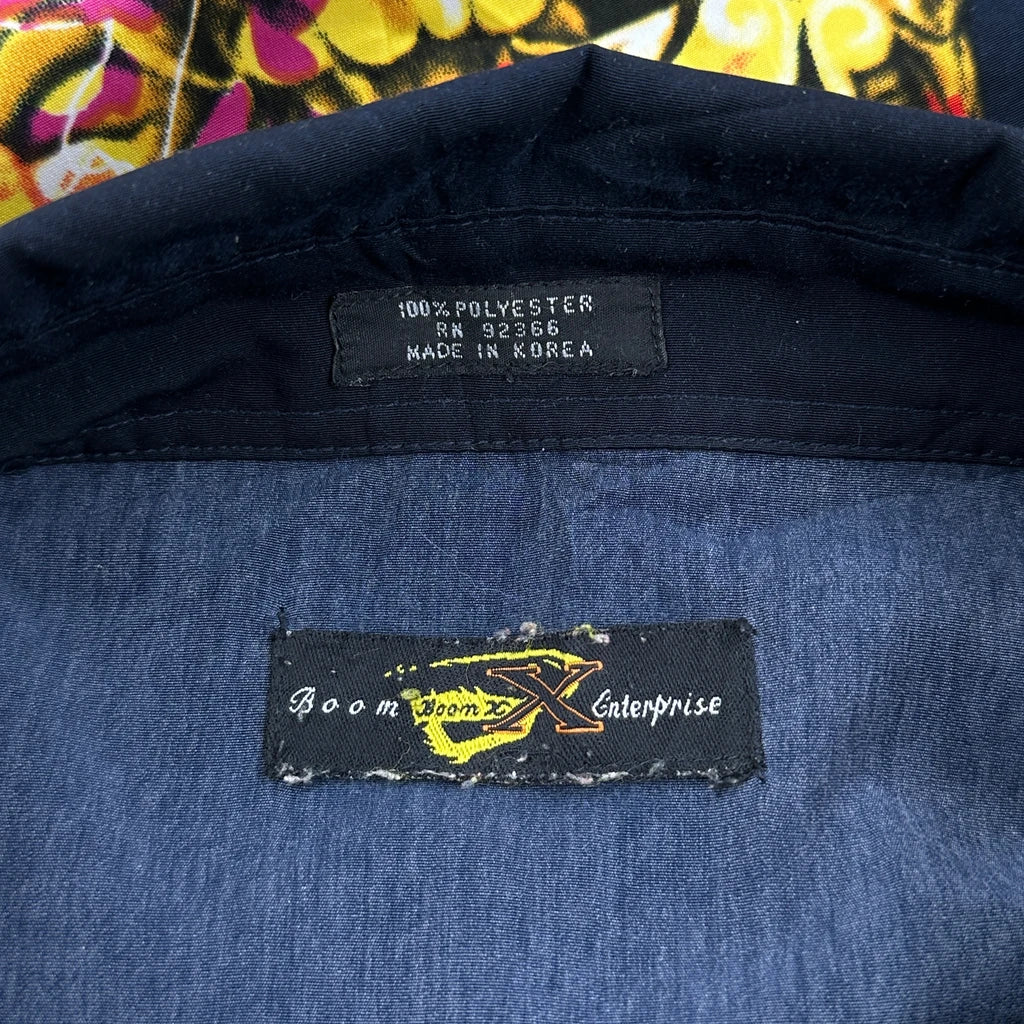 100% POLYESTER
RN 92366
MADE IN KOREA
Boom Boom X X Enterprise